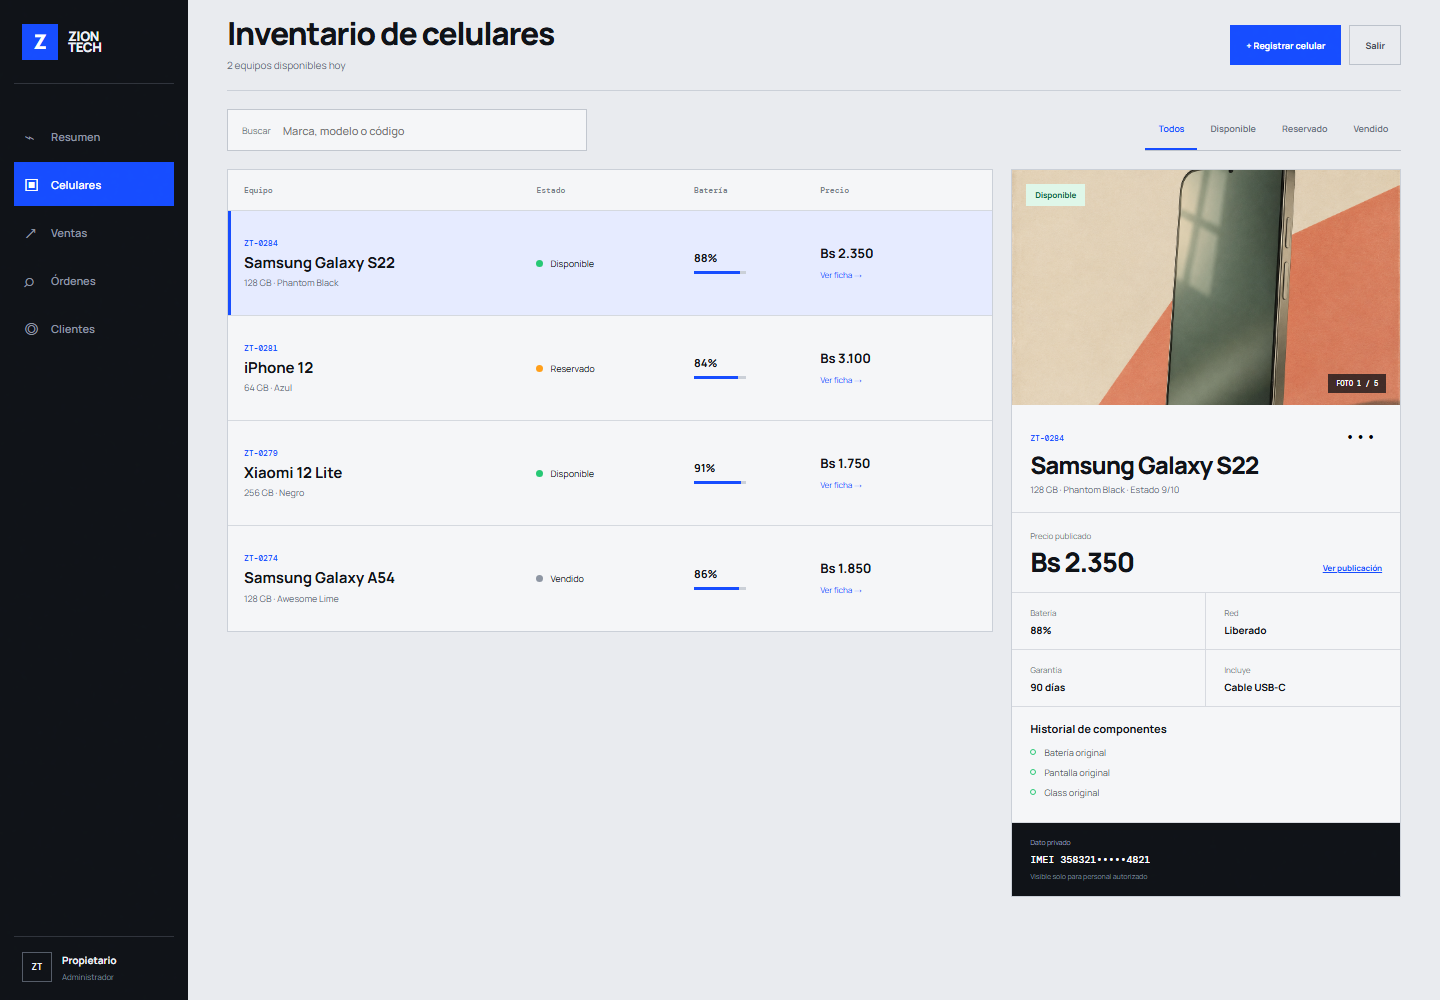 Z
ZION
TECH
Resumen
Celulares
Ventas
Órdenes
Clientes
ZT
Propietario
Administrador
Inventario de celulares
2 equipos disponibles hoy
+ Registrar celular
Salir
Buscar Marca, modelo o código
Todos Disponible Reservado Vendido
Equipo Estado Batería Precio
ZT-0284
Samsung Galaxy S22
128 GB · Phantom Black
Disponible
88%
Bs 2.350
Ver ficha →
ZT-0281
iPhone 12
64 GB · Azul
Reservado
84%
Bs 3.100
Ver ficha →
ZT-0279
Xiaomi 12 Lite
256 GB · Negro
Disponible
91%
Bs 1.750
Ver ficha →
ZT-0274
Samsung Galaxy A54
128 GB · Awesome Lime
Vendido
86%
Bs 1.850
Ver ficha →
Disponible
FOTO 1 / 5
ZT-0284
•••
Samsung Galaxy S22
128 GB · Phantom Black · Estado 9/10
Precio publicado
Bs 2.350
Ver publicación
Batería
88%
Red
Liberado
Garantía
90 días
Incluye
Cable USB-C
Historial de componentes
Batería original
Pantalla original
Glass original
Dato privado
IMEI 358321•••••4821
Visible solo para personal autorizado